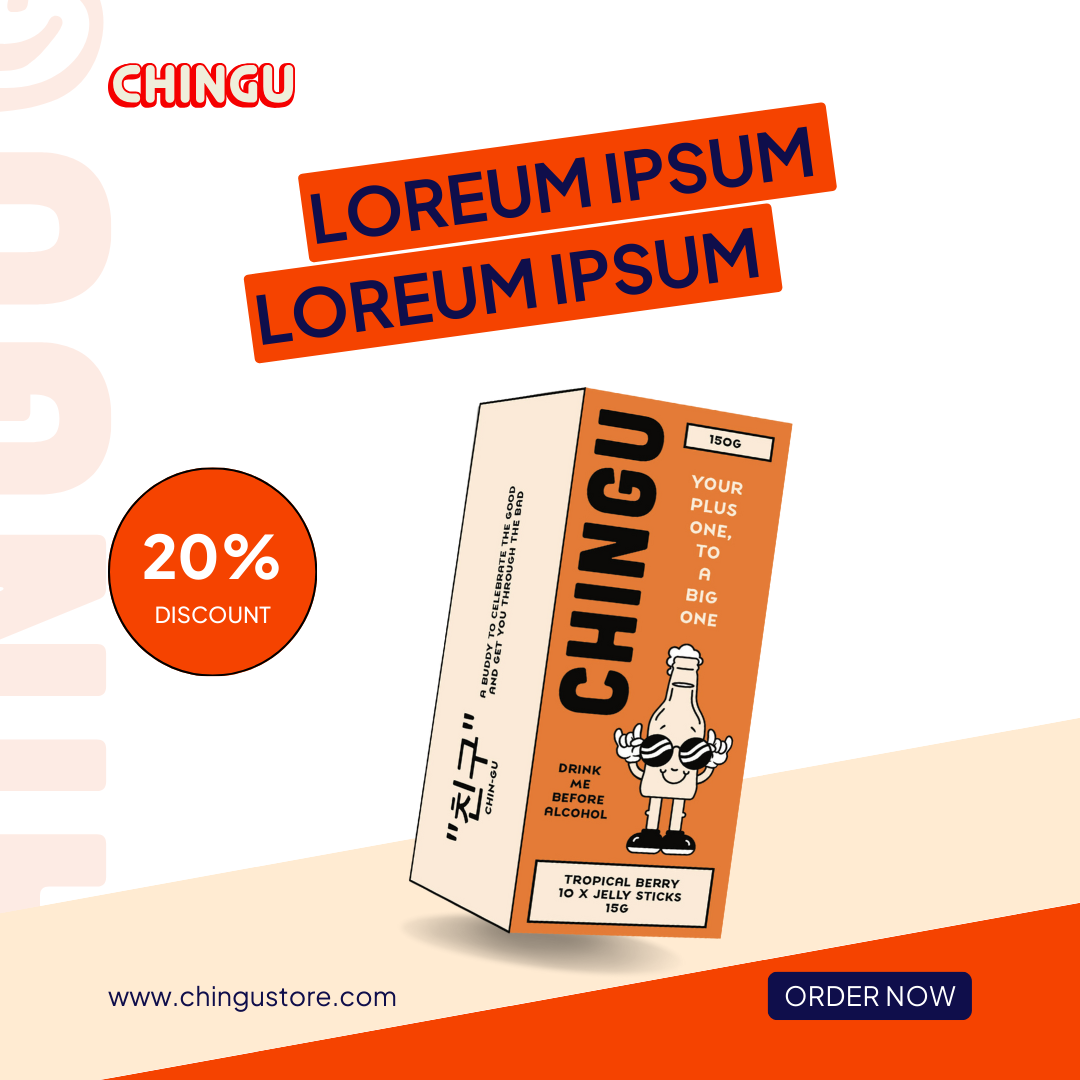 CHINGU
LOREUM IPSUM
LOREUM IPSUM
20%
DISCOUNT
A BUDDY TO CELEBRATE THE GOOD
AND GET YOU THROUGH THE BAD
"친구"
CHIN-GU
CHINGU
150G
YOUR
PLUS
ONE,
TO
A
BIG
ONE
DRINK
ME
BEFORE
ALCOHOL
TROPICAL BERRY
10 X JELLY STICKS
15G
www.chingustore.com
ORDER NOW
CHINGU